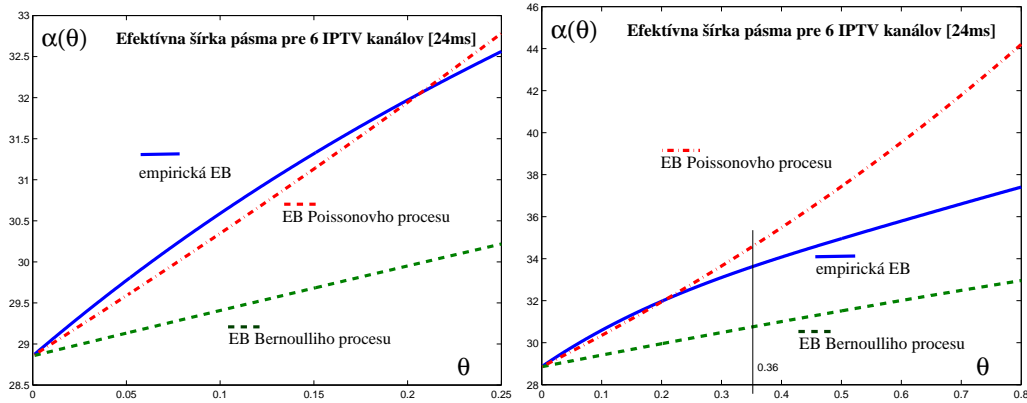 α(θ) Efektívna šírka pásma pre 6 IPTV kanálov [24ms]
33
32.5
32
31.5
31
30.5
30
29.5
29
28.5
empirická EB
EB Poissonovho procesu
EB Bernoulliho procesu
θ
0 0.05 0.1 0.15 0.2 0.25
α(θ) Efektívna šírka pásma pre 6 IPTV kanálov [24ms]
46
44
42
40
38
36
34
32
30
28
EB Poissonovho procesu
empirická EB
EB Bernoulliho procesu
0.36
θ
0 0.1 0.2 0.3 0.4 0.5 0.6 0.7 0.8